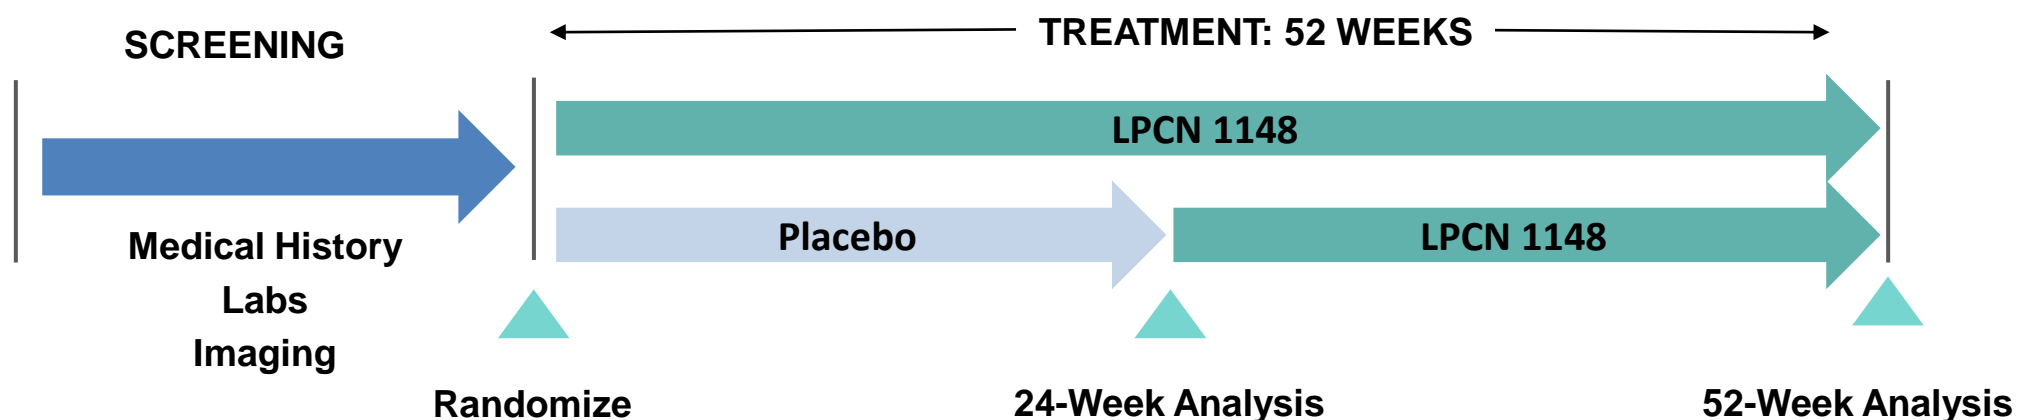 SCREENING
TREATMENT: 52 WEEKS
LPCN 1148
Placebo
LPCN 1148
Medical History
Labs
Imaging
Randomize
24-Week Analysis
52-Week Analysis